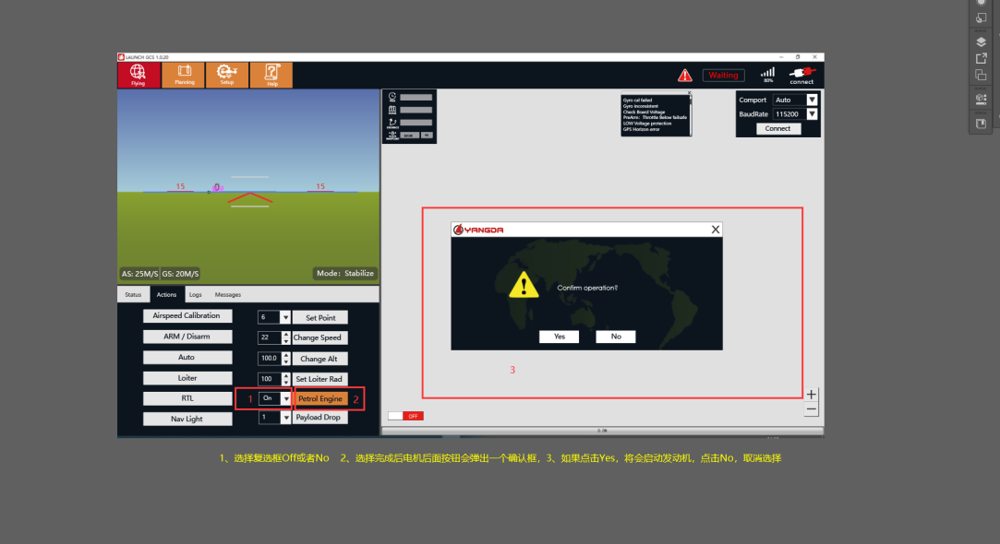 LAUNCH GCS 1.0.20
Flying
Planning
Setup
Help
Waiting
80%
connect
Gyro cal failed
Gyro inconsistent
Check Board Voltage
PreArm: Throttle Below failsafe
LOW Voltage protection
GPS Horizon error
Comport Auto
BaudRate 115200
Connect
15 0 15
AS: 25M/S GS: 20M/S
Mode: Stabilize
YANGDA
Confirm operation?
Yes No
3
Status Actions Logs Messages
Airspeed Calibration 6 Set Point
ARM / Disarm 22 Change Speed
Auto 100.0 Change Alt
Loiter 100 Set Loiter Rad
RTL 1 On Petrol Engine 2
Nav Light 1 Payload Drop
OFF
0.0%
1、选择复选框Off或者No 2、选择完成后电机后面按钮会弹出一个确认框，3、如果点击Yes，将会启动发动机，点击No，取消选择